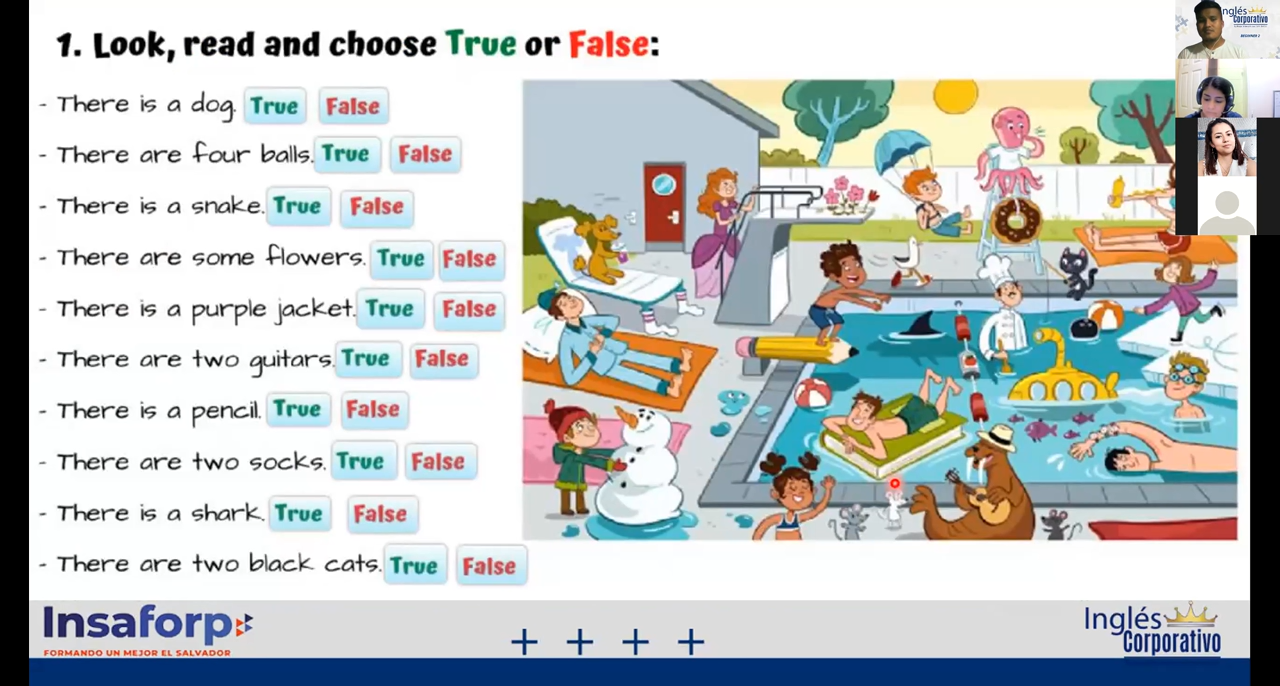 1. Look, read and choose True or False:
- There is a dog. True False
- There are four balls. True False
- There is a snake. True False
- There are some flowers. True False
- There is a purple jacket. True False
- There are two guitars. True False
- There is a pencil. True False
- There are two socks. True False
- There is a shark. True False
- There are two black cats. True False
Insaforp
FORMANDO UN MEJOR EL SALVADOR
Inglés
Corporativo
Inglés
Corporativo